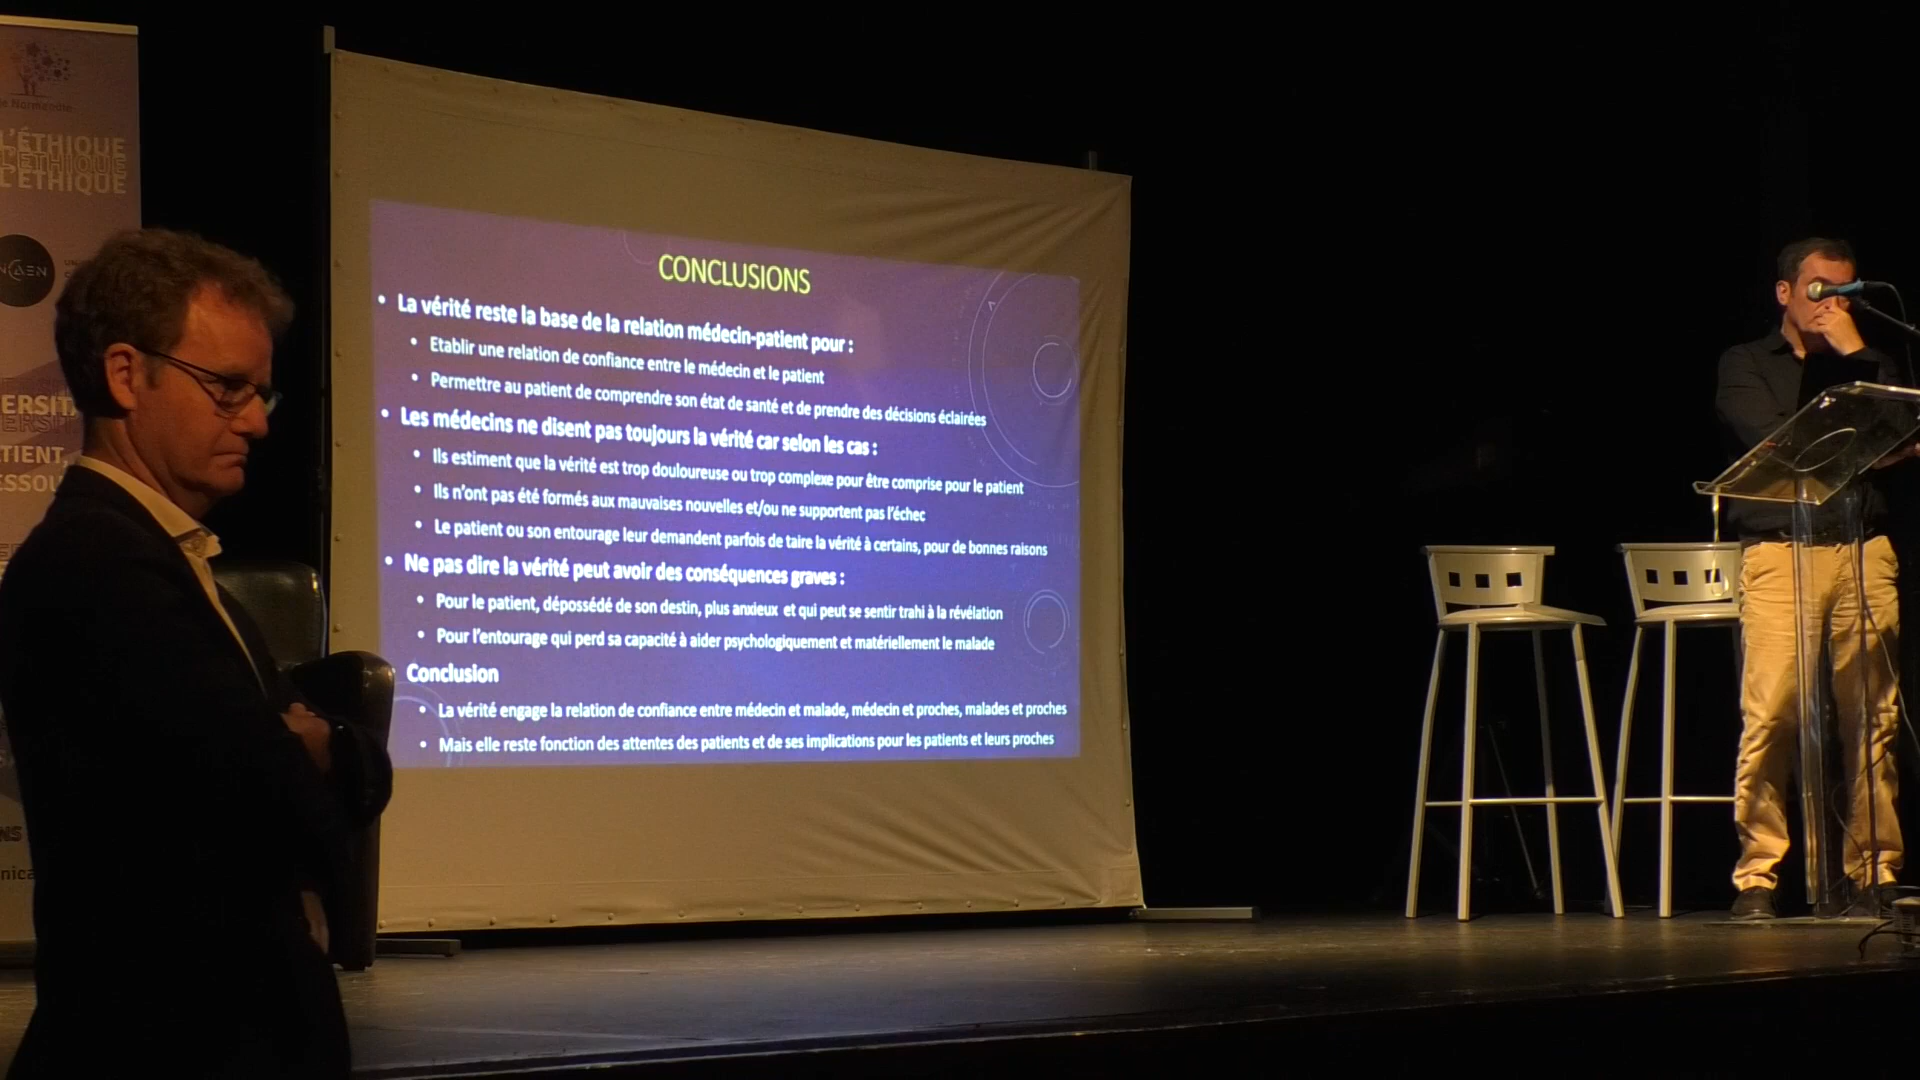 Normandie
L'ÉTHIQUE
L'ÉTHIQUE
L'ÉTHIQUE
CONCLUSIONS
• La vérité reste la base de la relation médecin-patient pour :
• Etablir une relation de confiance entre le médecin et le patient
• Permettre au patient de comprendre son état de santé et de prendre des décisions éclairées
• Les médecins ne disent pas toujours la vérité car selon les cas :
• Ils estiment que la vérité est trop douloureuse ou trop complexe pour être comprise pour le patient
• Ils n'ont pas été formés aux mauvaises nouvelles et/ou ne supportent pas l'échec
• Le patient ou son entourage leur demandent parfois de taire la vérité à certains, pour de bonnes raisons
• Ne pas dire la vérité peut avoir des conséquences graves :
• Pour le patient, dépossédé de son destin, plus anxieux et qui peut se sentir trahi à la révélation
• Pour l'entourage qui perd sa capacité à aider psychologiquement et matériellement le malade
Conclusion
• La vérité engage la relation de confiance entre médecin et malade, médecin et proches, malades et proches
• Mais elle reste fonction des attentes des patients et de ses implications pour les patients et leurs proches